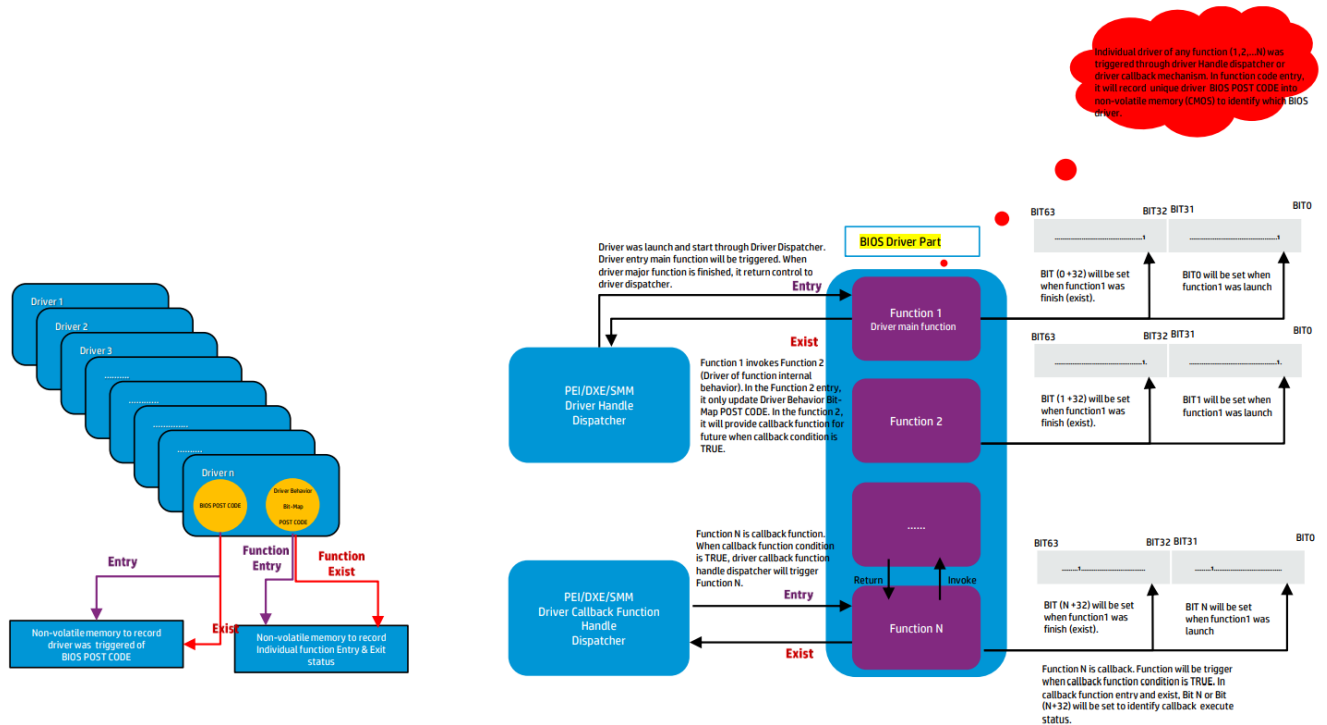 Individual driver of any function (1,2,...N) was
triggered through driver Handle dispatcher or
driver callback mechanism. In function code entry,
it will record unique driver BIOS POST CODE into
non-volatile memory (CMOS) to identify which BIOS
driver.
BIT63 BIT32 BIT31 BIT0
BIOS Driver Part
Driver was launch and start through Driver Dispatcher.
Driver entry main function will be triggered. When
driver major function is finished, it return control to
driver dispatcher.
Entry
Exist
Function 1
Driver main function
.............................................1 .............................................1
BIT (0 +32) will be set
when function1 was
finish (exist).
BIT0 will be set when
function1 was launch
PEI/DXE/SMM
Driver Handle
Dispatcher
Function 1 invokes Function 2
(Driver of function internal
behavior). In the Function 2 entry,
it only update Driver Behavior Bit-
Map POST CODE. In the function 2,
it will provide callback function for
future when callback condition is
TRUE.
Function 2
BIT63 BIT32 BIT31 BIT0
.............................................1. .............................................1.
BIT (1 +32) will be set
when function1 was
finish (exist).
BIT1 will be set when
function1 was launch
......
Return
Invoke
Function N is callback function.
When callback function condition
is TRUE, driver callback function
handle dispatcher will trigger
Function N.
Entry
Exist
PEI/DXE/SMM
Driver Callback Function
Handle
Dispatcher
Function N
BIT63 BIT32 BIT31 BIT0
........1................................ ........1................................
BIT (N +32) will be set
when function1 was
finish (exist).
BIT N will be set
when function1 was
launch
Function N is callback. Function will be trigger
when callback function condition is TRUE. In
callback function entry and exist, Bit N or Bit
(N+32) will be set to identify callback execute
status.
Driver 1
Driver 2
Driver 3
..........
..............
..............
..........
Driver n
BIOS POST CODE
Driver Behavior
Bit-Map
POST CODE
Entry
Function
Entry
Function
Exist
Exist
Non-volatile memory to record
driver was triggered of
BIOS POST CODE
Non-volatile memory to record
Individual function Entry & Exit
status